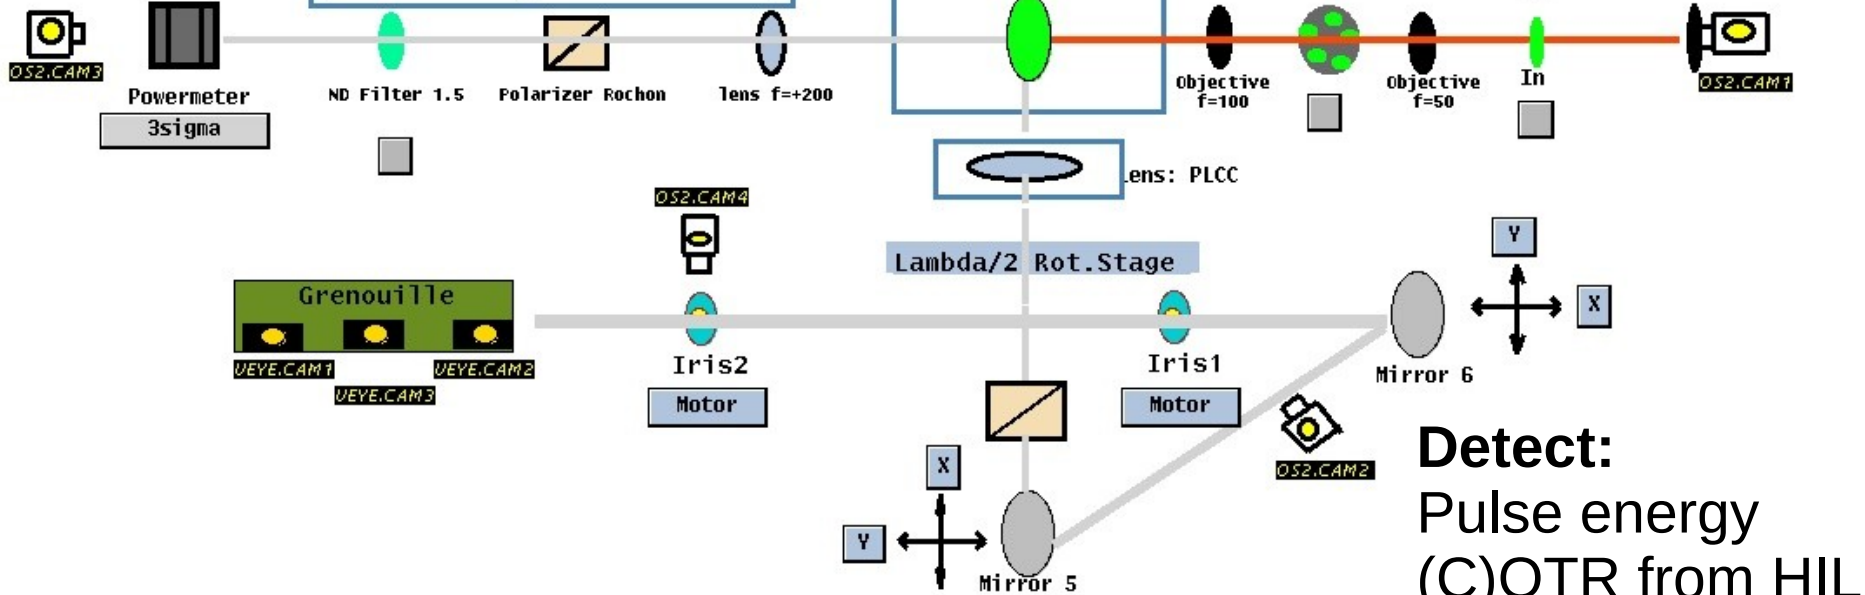 OS2.CAM3
Powermeter
3sigma
ND Filter 1.5
Polarizer Rochon
lens f=+200
Objective
f=100
Objective
f=50
In
OS2.CAM1
ens: PLCC
OS2.CAM4
Lambda/2 Rot.Stage
Grenouille
UEYE.CAM1
UEYE.CAM3
UEYE.CAM2
Iris2
Motor
Iris1
Motor
Y
X
Mirror 6
OS2.CAM2
X
Y
Mirror 5
Detect:
Pulse energy
(C)OTR from HIL